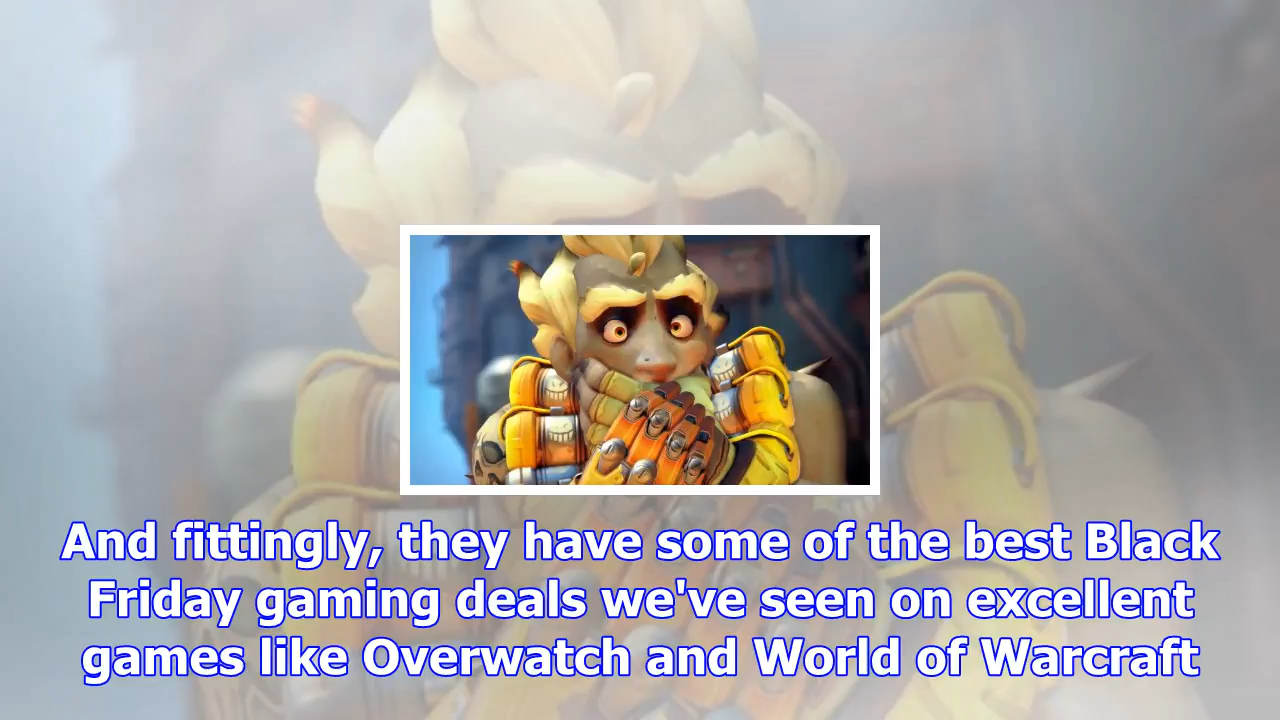 And fittingly, they have some of the best Black
Friday gaming deals we've seen on excellent
games like Overwatch and World of Warcraft